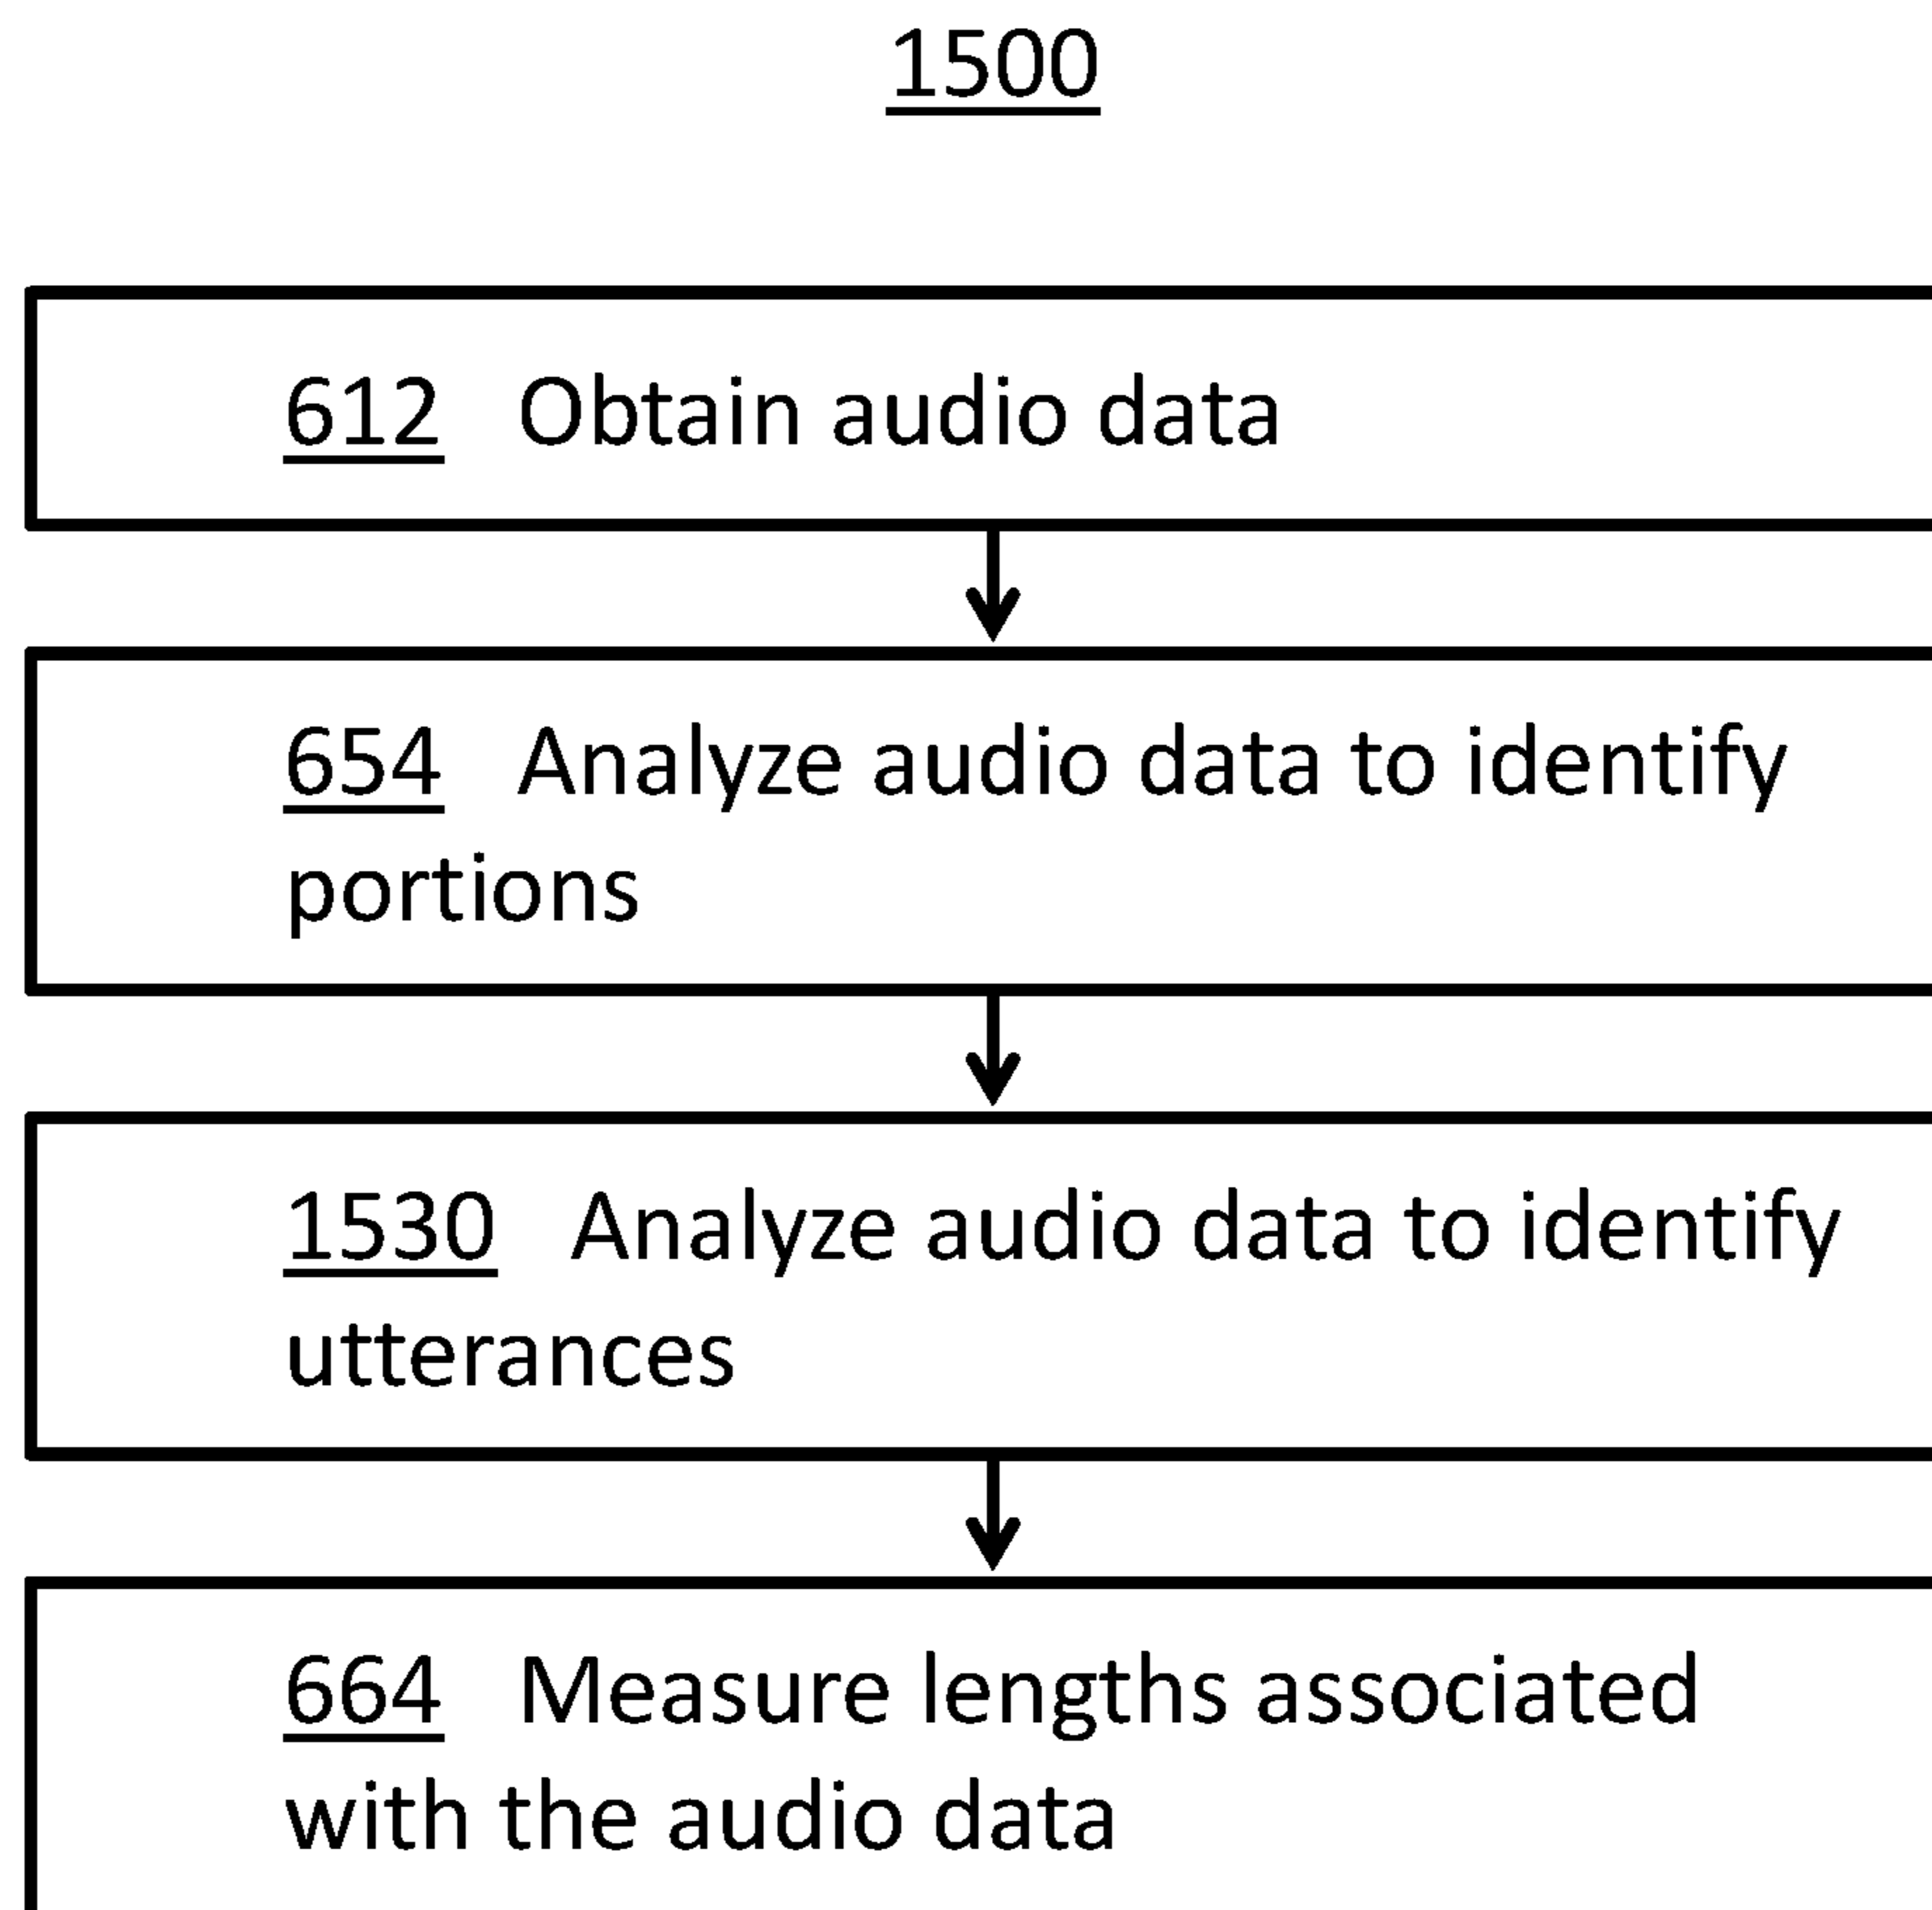 1500
612 Obtain audio data
654 Analyze audio data to identify
portions
1530 Analyze audio data to identify
utterances
664 Measure lengths associated
with the audio data